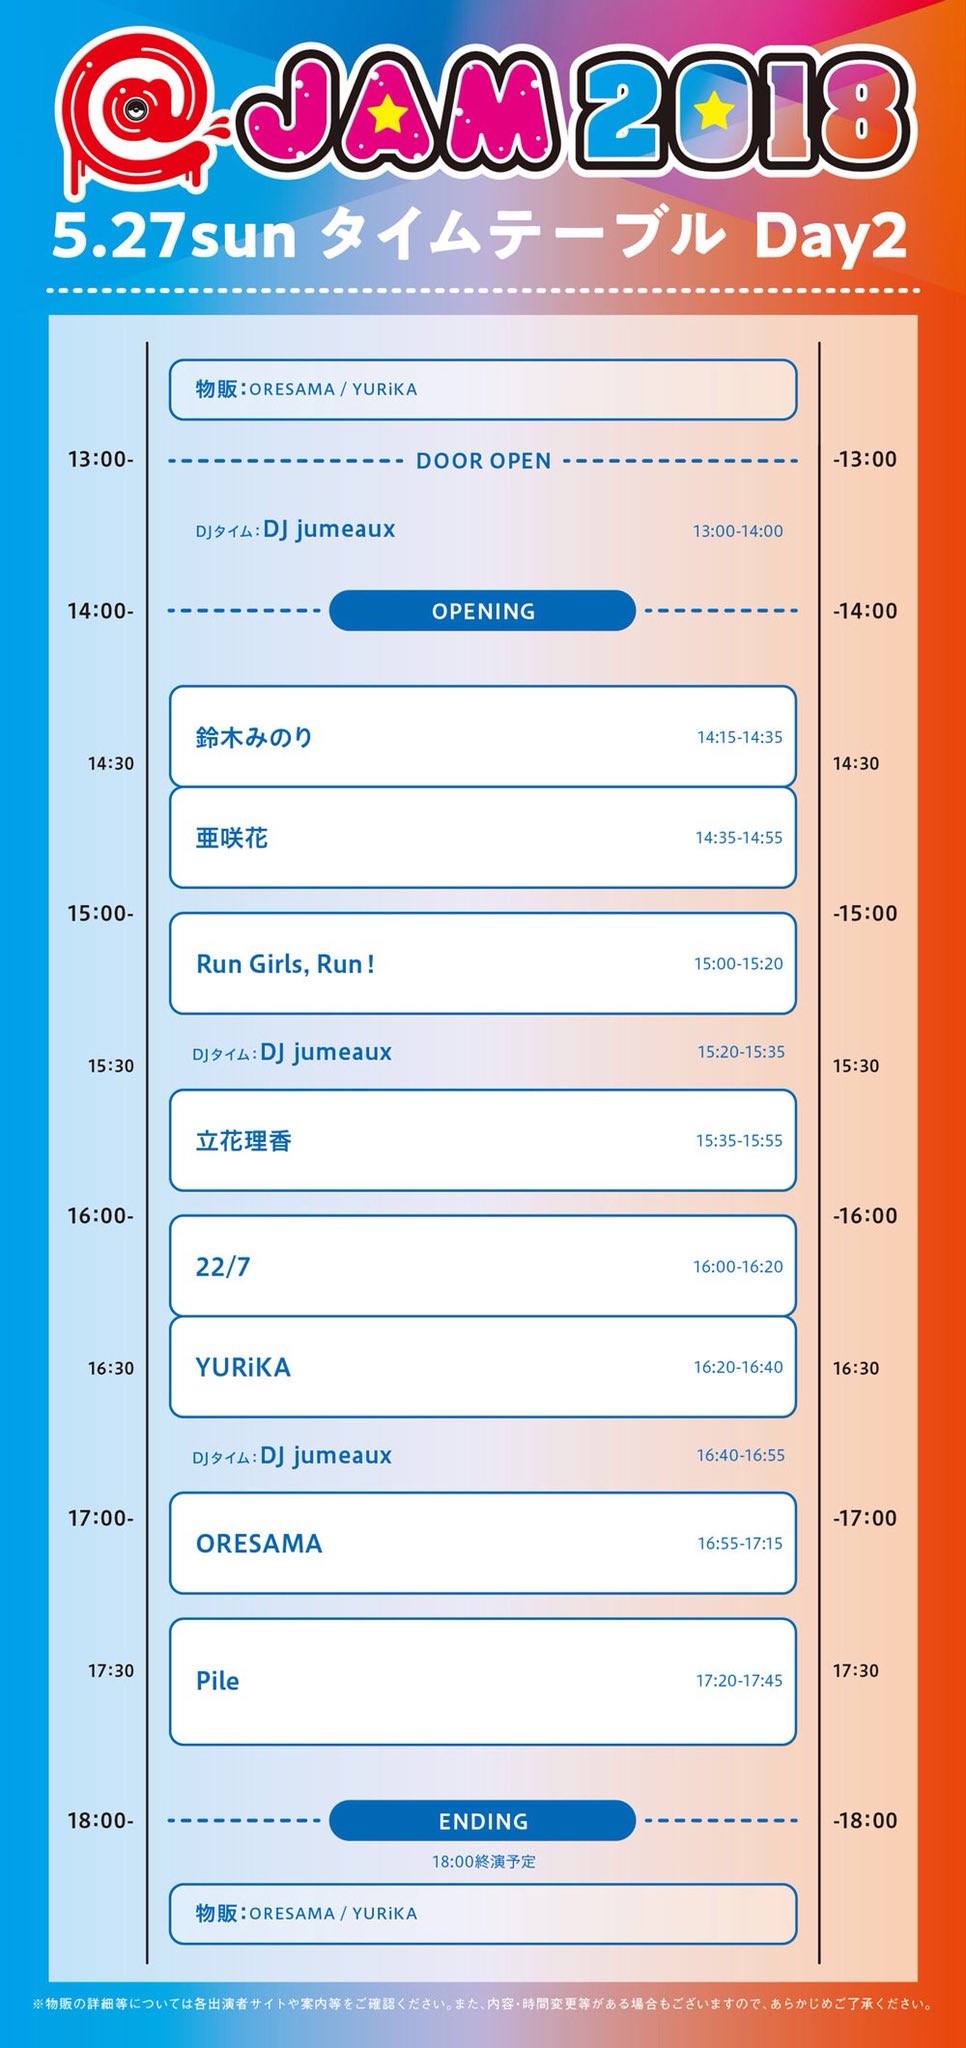 @JAM 2018
5.27sun タイムテーブル Day2
物販:ORESAMA / YURiKA
13:00- DOOR OPEN -13:00
DJタイム:DJ jumeaux 13:00-14:00
14:00- OPENING -14:00
鈴木みのり 14:15-14:35
14:30 14:30
亜咲花 14:35-14:55
15:00- -15:00
Run Girls, Run! 15:00-15:20
DJタイム:DJ jumeaux 15:20-15:35
15:30 15:30
立花理香 15:35-15:55
16:00- -16:00
22/7 16:00-16:20
YURiKA 16:20-16:40
16:30 16:30
DJタイム:DJ jumeaux 16:40-16:55
17:00- -17:00
ORESAMA 16:55-17:15
17:30 17:30
Pile 17:20-17:45
18:00- ENDING -18:00
18:00終演予定
物販:ORESAMA / YURiKA
※物販の詳細等については各出演者サイトや案内等をご確認ください。また、内容・時間変更等がある場合もございますので、あらかじめご了承ください。